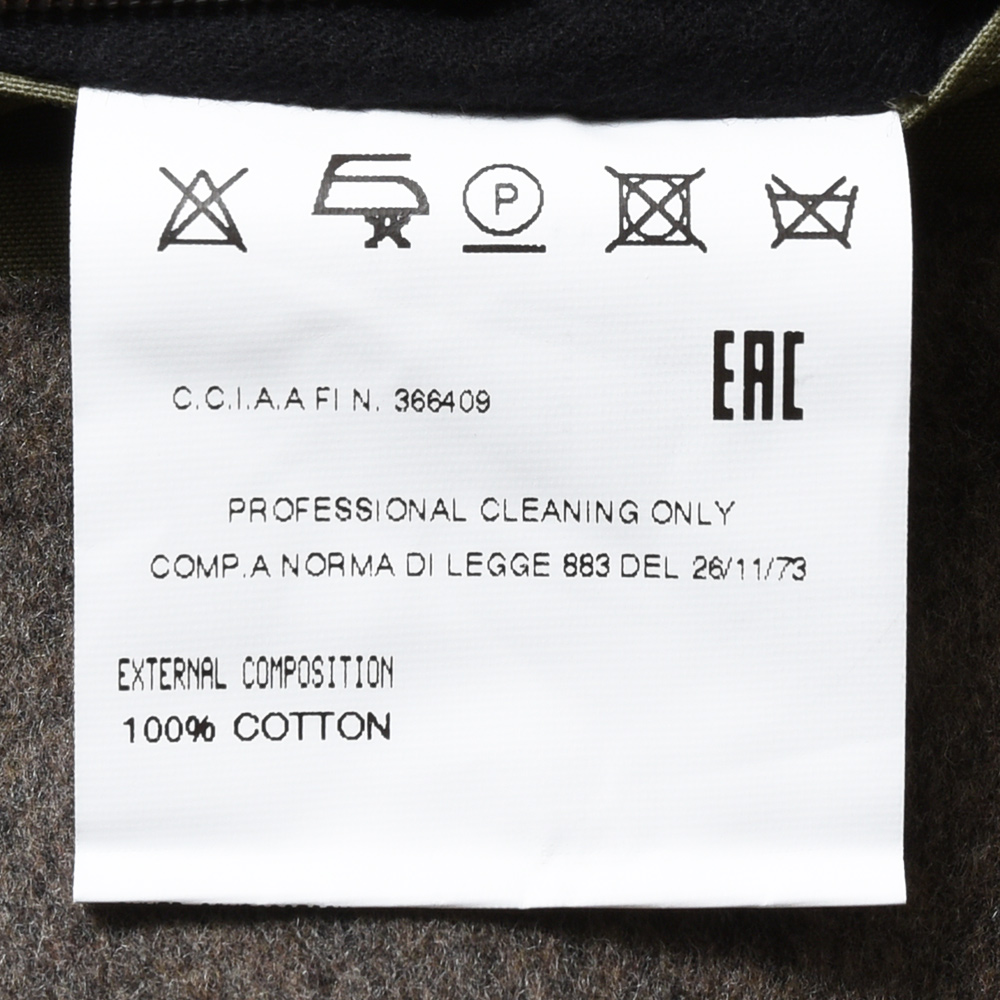 P
EAC
C.C.I.A.A FI N. 366409
PROFESSIONAL CLEANING ONLY
COMP.A NORMA DI LEGGE 883 DEL 26/11/73
EXTERNAL COMPOSITION
100% COTTON